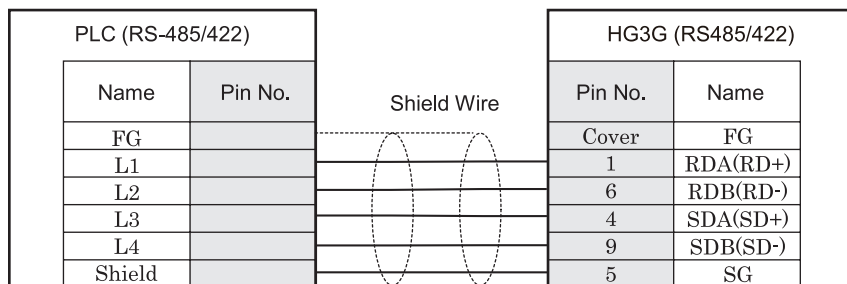 PLC (RS-485/422) HG3G (RS485/422)
Name Pin No. Shield Wire Pin No. Name
FG Cover FG
L1 1 RDA(RD+)
L2 6 RDB(RD-)
L3 4 SDA(SD+)
L4 9 SDB(SD-)
Shield 5 SG